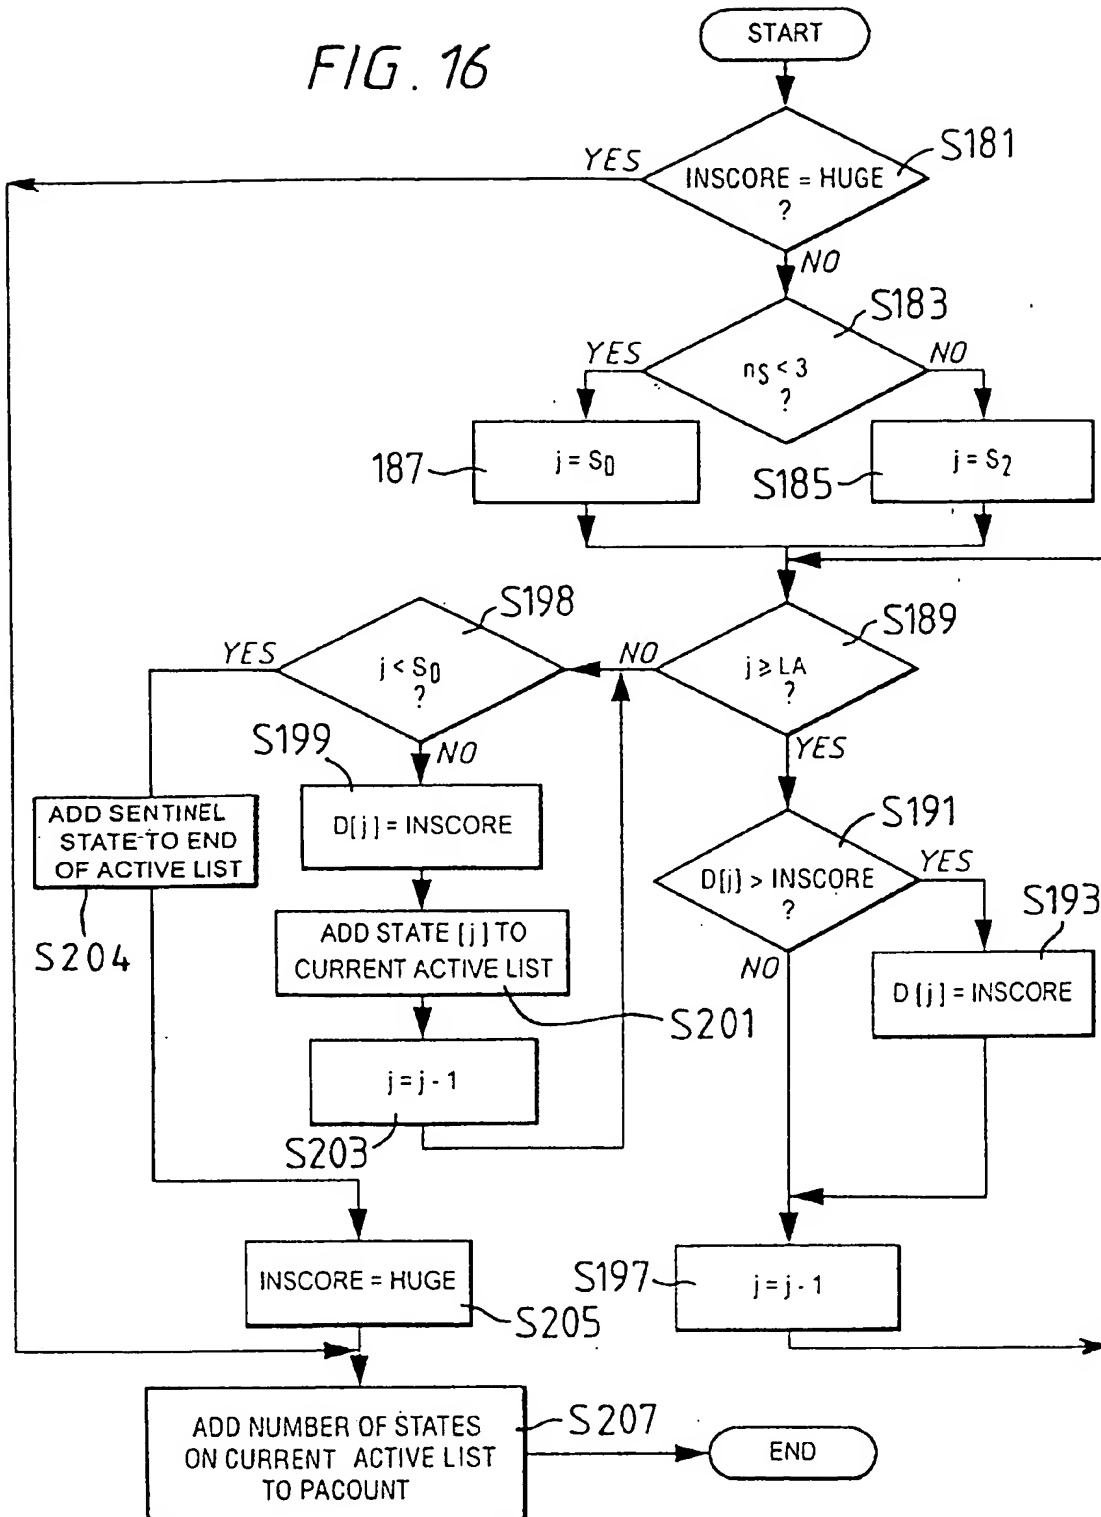 FIG. 16
START
S181
YES
INSCORE = HUGE
?
NO
S183
YES
NO
nS < 3
?
187
j = S0
S185
j = S2
S198
S189
YES
j < S0
?
NO
j ≥ LA
?
S199
NO
YES
D[j] = INSCORE
ADD SENTINEL
STATE TO END
OF ACTIVE LIST
S191
D[j] > INSCORE
?
YES
S193
S204
ADD STATE [j] TO
CURRENT ACTIVE LIST
NO
D [j] = INSCORE
S201
j = j - 1
S203
INSCORE = HUGE
S197
j = j - 1
S205
ADD NUMBER OF STATES
ON CURRENT ACTIVE LIST
TO PACOUNT
S207
END